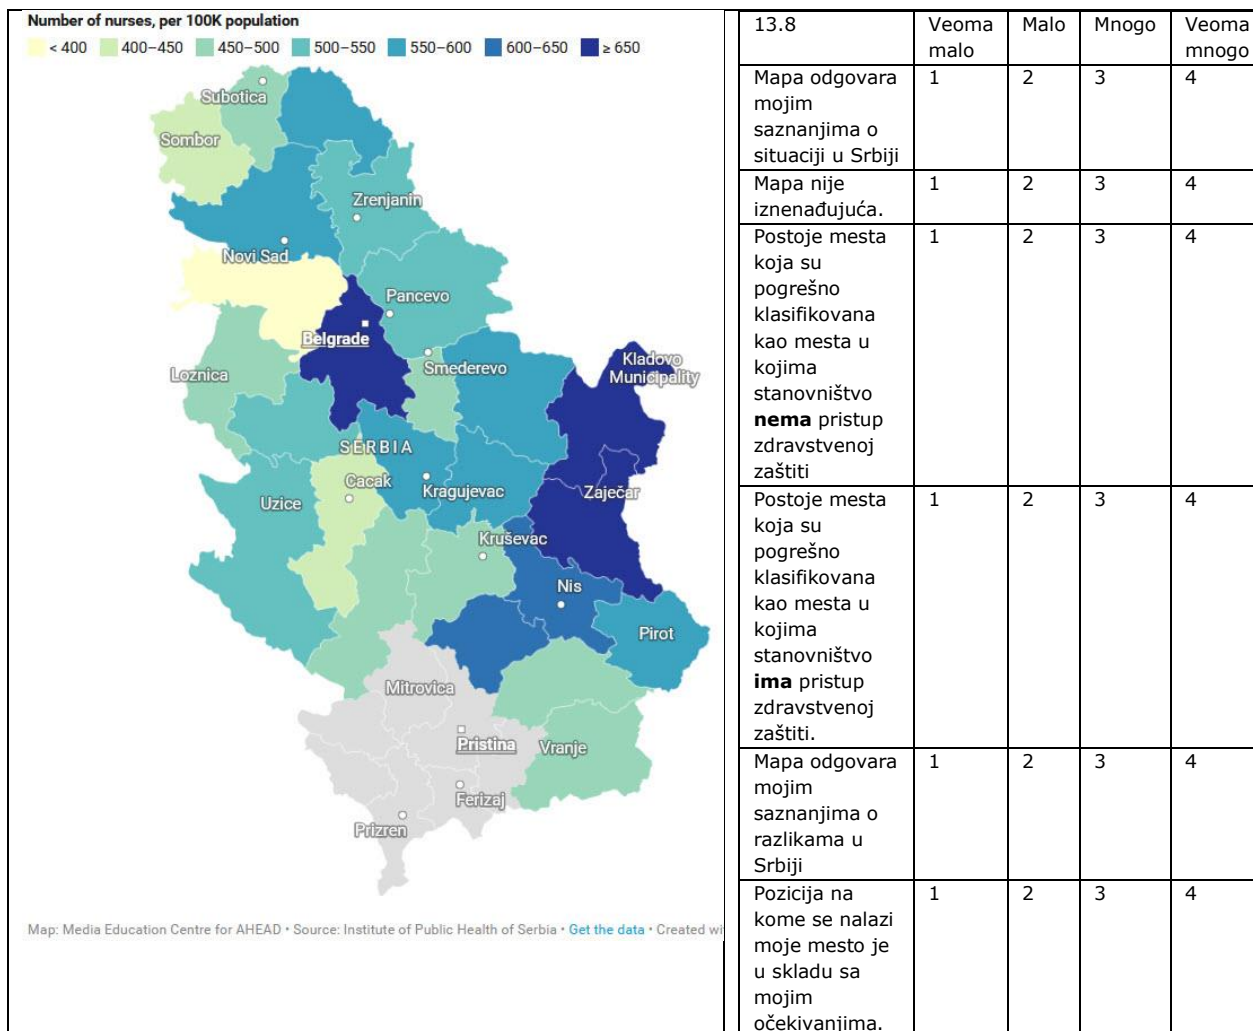 Number of nurses, per 100K population
< 400 400–450 450–500 500–550 550–600 600–650 ≥ 650
Subotica
Sombor
Zrenjanin
Novi Sad
Pancevo
Belgrade
Smederevo
Kladovo
Municipality
Loznica
SERBIA
Cacak
Kragujevac
Zaječar
Uzice
Kruševac
Nis
Pirot
Mitrovica
Pristina
Vranje
Ferizaj
Prizren
Map: Media Education Centre for AHEAD • Source: Institute of Public Health of Serbia • Get the data • Created
13.8 Veoma Malo Mnogo Veoma
malo mnogo
Mapa odgovara 1 2 3 4
mojim
saznanjima o
situaciji u Srbiji
Mapa nije 1 2 3 4
iznenađujuća.
Postoje mesta 1 2 3 4
koja su
pogrešno
klasifikovana
kao mesta u
kojima
stanovništvo
nema pristup
zdravstvenoj
zaštiti
Postoje mesta 1 2 3 4
koja su
pogrešno
klasifikovana
kao mesta u
kojima
stanovništvo
ima pristup
zdravstvenoj
zaštiti.
Mapa odgovara 1 2 3 4
mojim
saznanjima o
razlikama u
Srbiji
Pozicija na 1 2 3 4
kome se nalazi
moje mesto je
u skladu sa
mojim
očekivanjima.